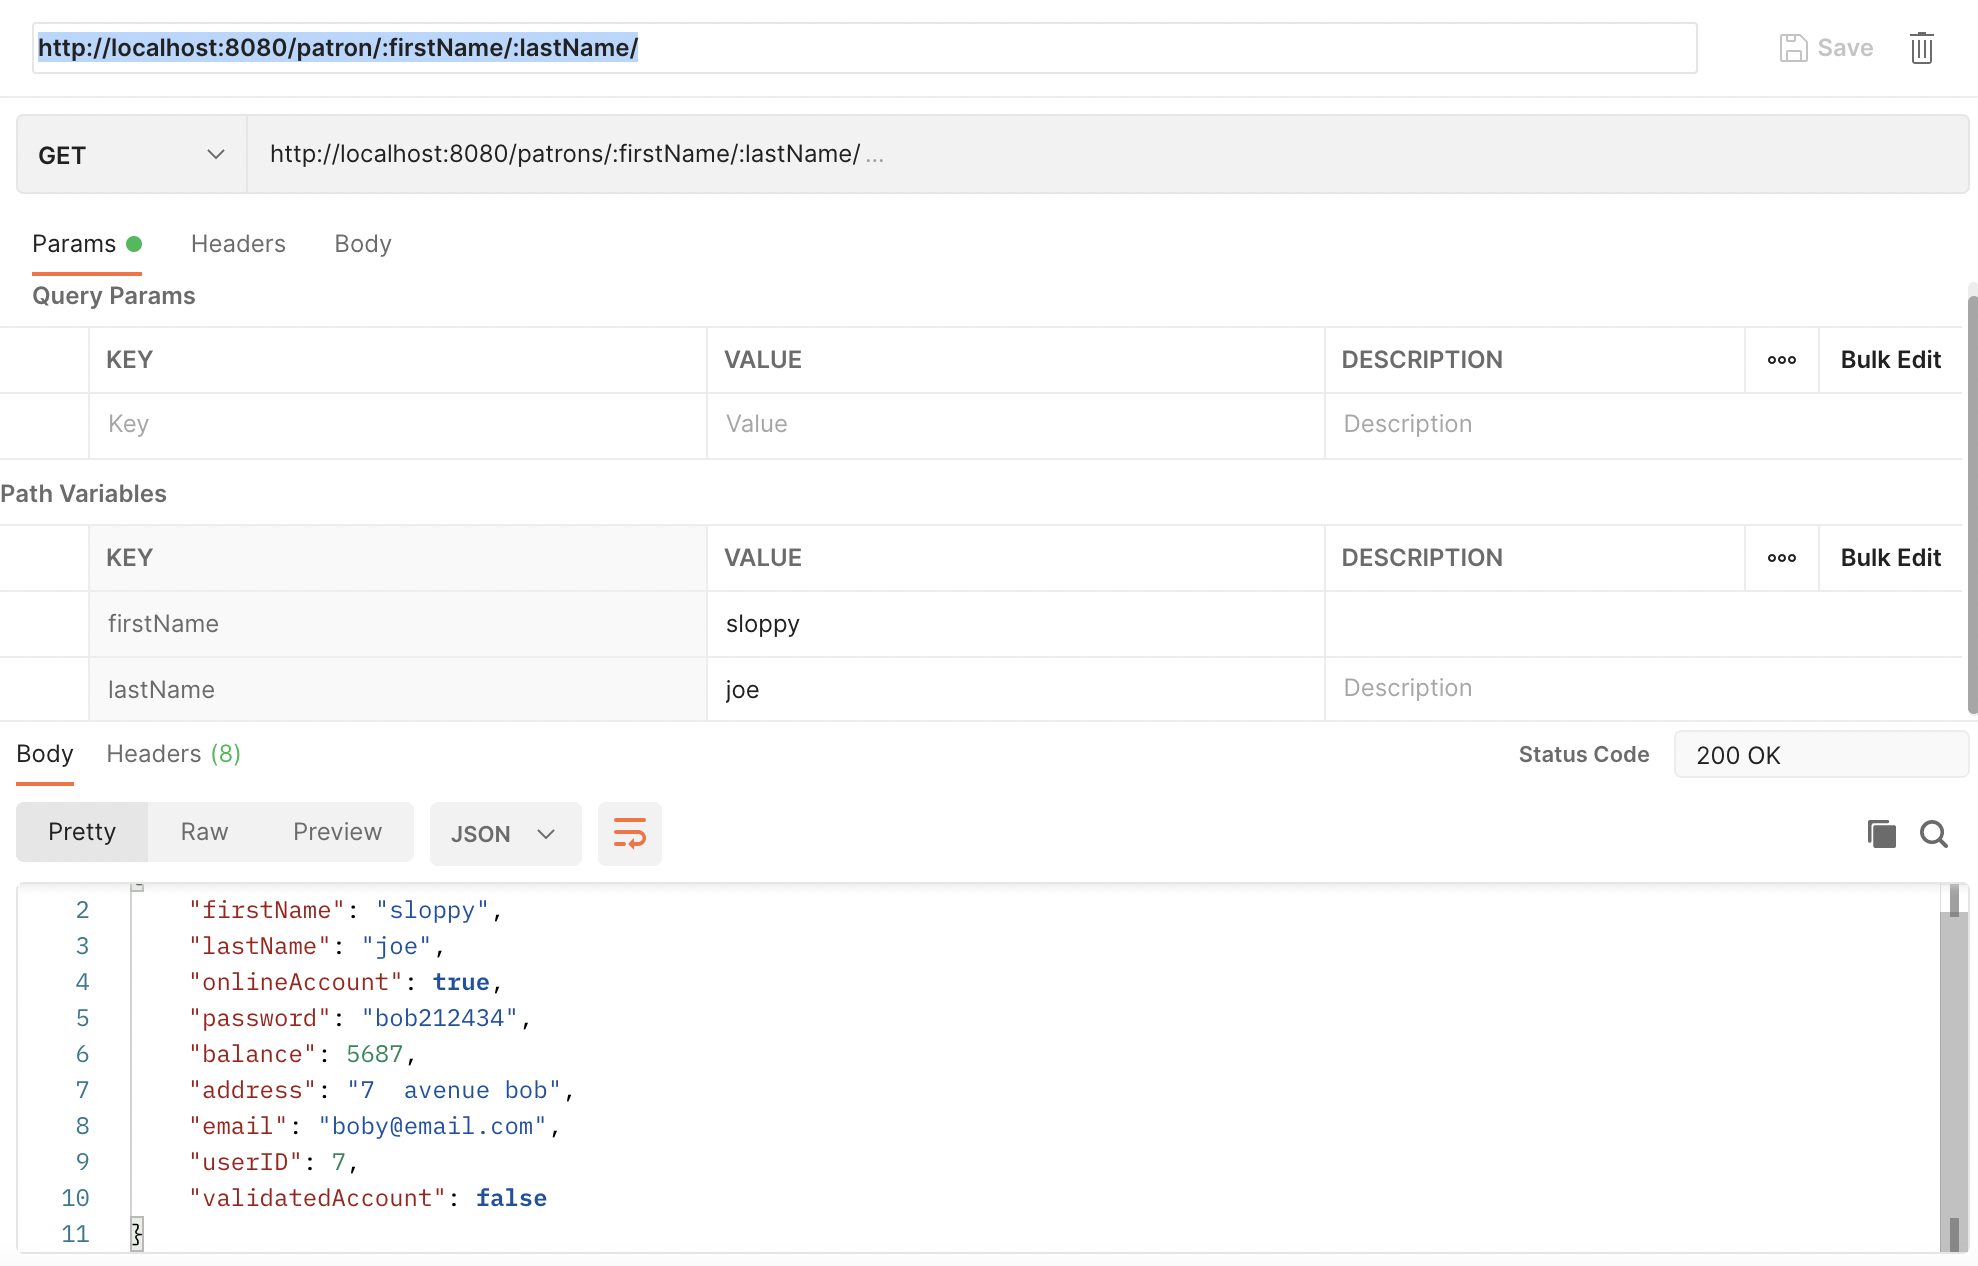 http://localhost:8080/patron/:firstName/:lastName/
Save
GET
http://localhost:8080/patrons/:firstName/:lastName/ ...
Params Headers Body
Query Params
KEY VALUE DESCRIPTION Bulk Edit
Key Value Description
Path Variables
KEY VALUE DESCRIPTION Bulk Edit
firstName sloppy
lastName joe Description
Body Headers (8) Status Code 200 OK
Pretty Raw Preview JSON
2 "firstName": "sloppy",
3 "lastName": "joe",
4 "onlineAccount": true,
5 "password": "bob212434",
6 "balance": 5687,
7 "address": "7  avenue bob",
8 "email": "boby@email.com",
9 "userID": 7,
10 "validatedAccount": false
11 }